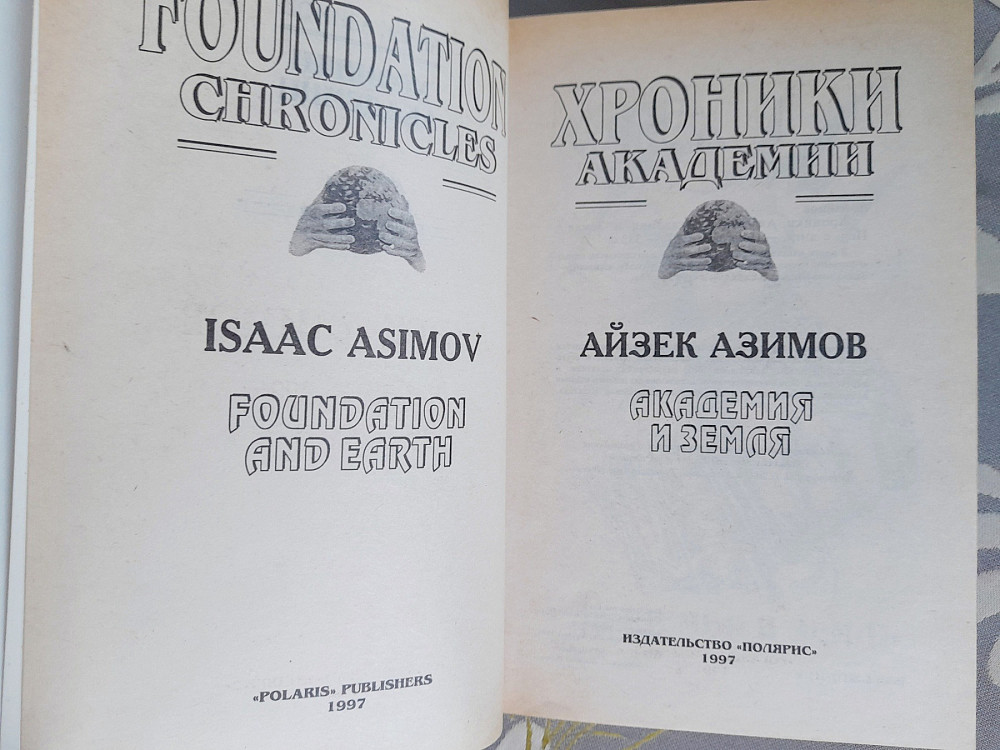 FOUNDATION
CHRONICLES
ISAAC ASIMOV
FOUNDATION
AND EARTH
«POLARIS» PUBLISHERS
1997
ХРОНИКИ
АКАДЕМИИ
АЙЗЕК АЗИМОВ
АКАДЕМИЯ
И ЗЕМЛЯ
ИЗДАТЕЛЬСТВО «ПОЛЯРИС»
1997